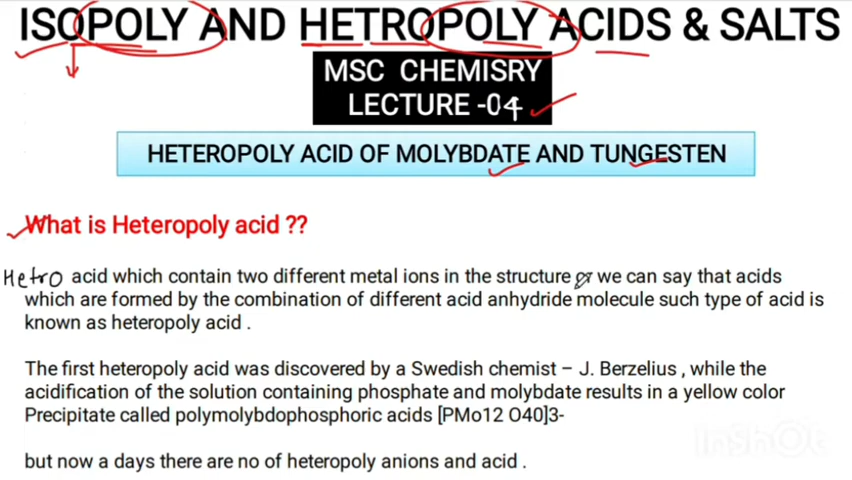 ISOPOLY AND HETROPOLY ACIDS & SALTS
MSC CHEMISRY
LECTURE -04
HETEROPOLY ACID OF MOLYBDATE AND TUNGESTEN
What is Heteropoly acid ??
Hetro acid which contain two different metal ions in the structure or we can say that acids
which are formed by the combination of different acid anhydride molecule such type of acid is
known as heteropoly acid .
The first heteropoly acid was discovered by a Swedish chemist – J. Berzelius , while the
acidification of the solution containing phosphate and molybdate results in a yellow color
Precipitate called polymolybdophosphoric acids [PMo12 O40]3-
InShOt
but now a days there are no of heteropoly anions and acid .